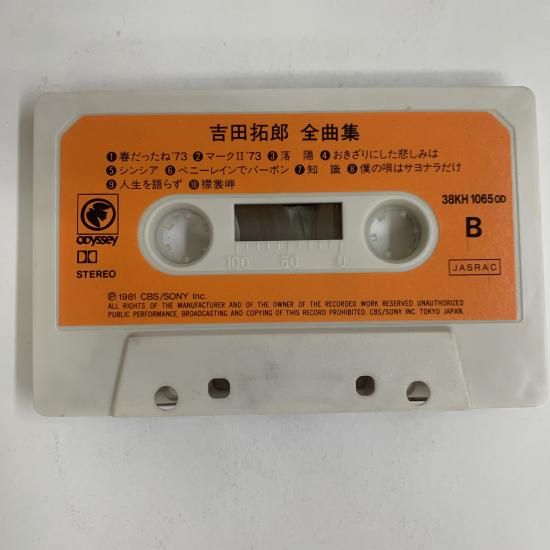 吉田拓郎 全曲集
❶春だったね'73 ❷マークII'73 ❸落 陽 ❹おきざりにした悲しみは
❺シンシア ❻ペニーレインでバーボン ❼知 識 ❽僕の唄はサヨナラだけ
❾人生を語らず ❿襟裳岬
38KH 1065 OD
B
ODyssey
STEREO
100 50 0
JASRAC
Ⓟ 1981 CBS/SONY Inc.
ALL RIGHTS OF THE MANUFACTURER AND OF THE OWNER OF THE RECORDED WORK RESERVED UNAUTHORIZED
PUBLIC PERFORMANCE, BROADCASTING AND COPYING OF THIS RECORD PROHIBITED. CBS/SONY INC. TOKYO JAPAN.